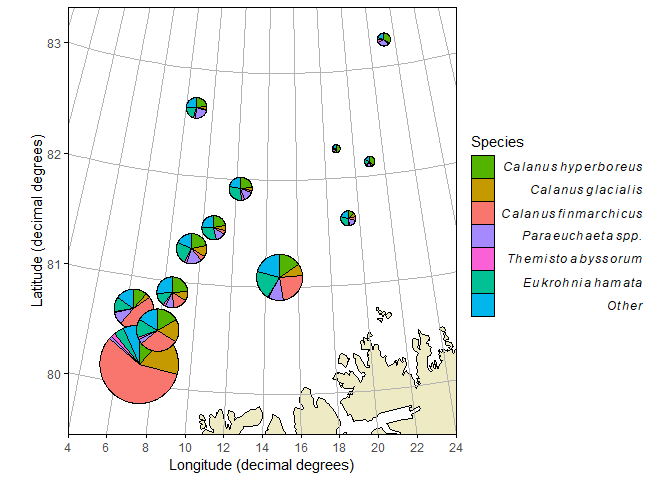 83
82
81
80
4 6 8 10 12 14 16 18 20 22 24
Longitude (decimal degrees)
Latitude (decimal degrees)
Species
Calanus hyperboreus
Calanus glacialis
Calanus finmarchicus
Paraeuchaeta spp.
Themisto abyssorum
Eukrohnia hamata
Other